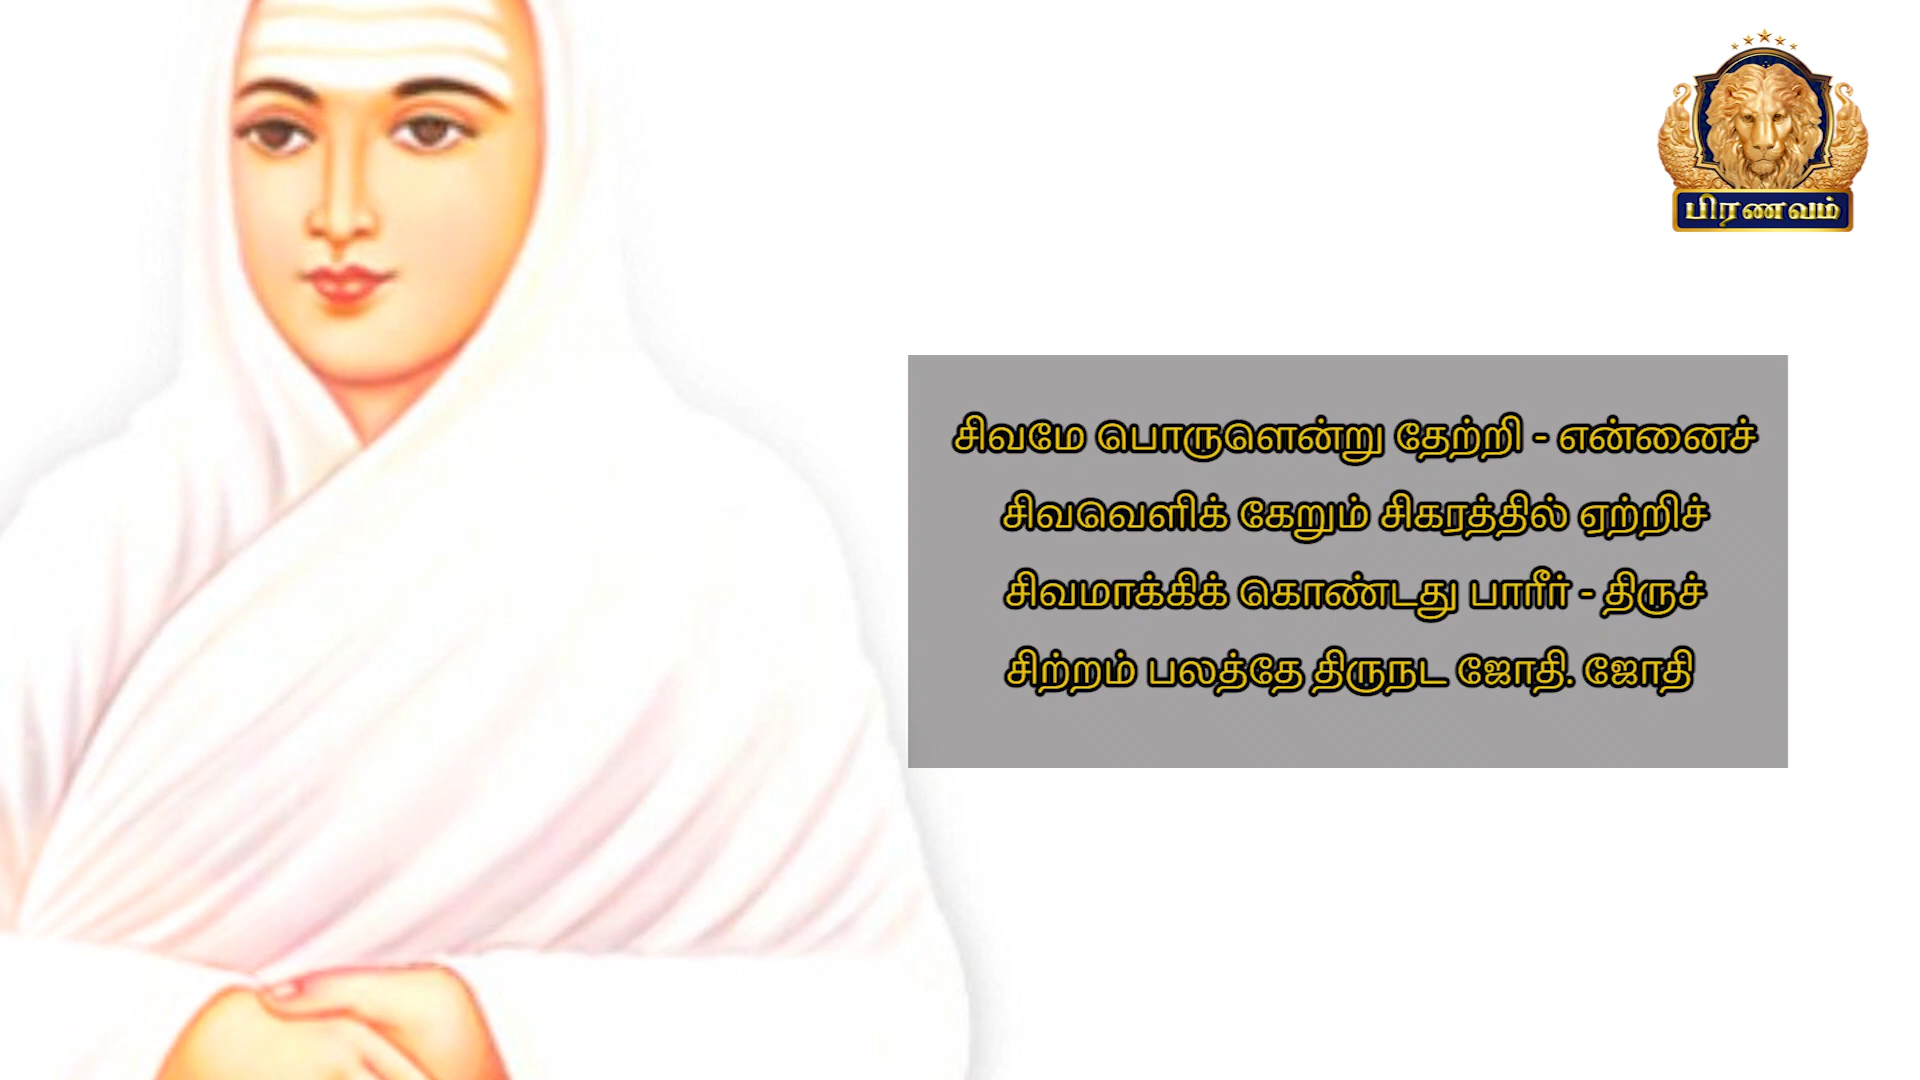 பிரணவம்
சிவமே பொருளென்று தேற்றி - என்னைச்
சிவவெளிக் கேறும் சிகரத்தில் ஏற்றிச்
சிவமாக்கிக் கொண்டது பாரீர் - திருச்
சிற்றம் பலத்தே திருநட ஜோதி. ஜோதி